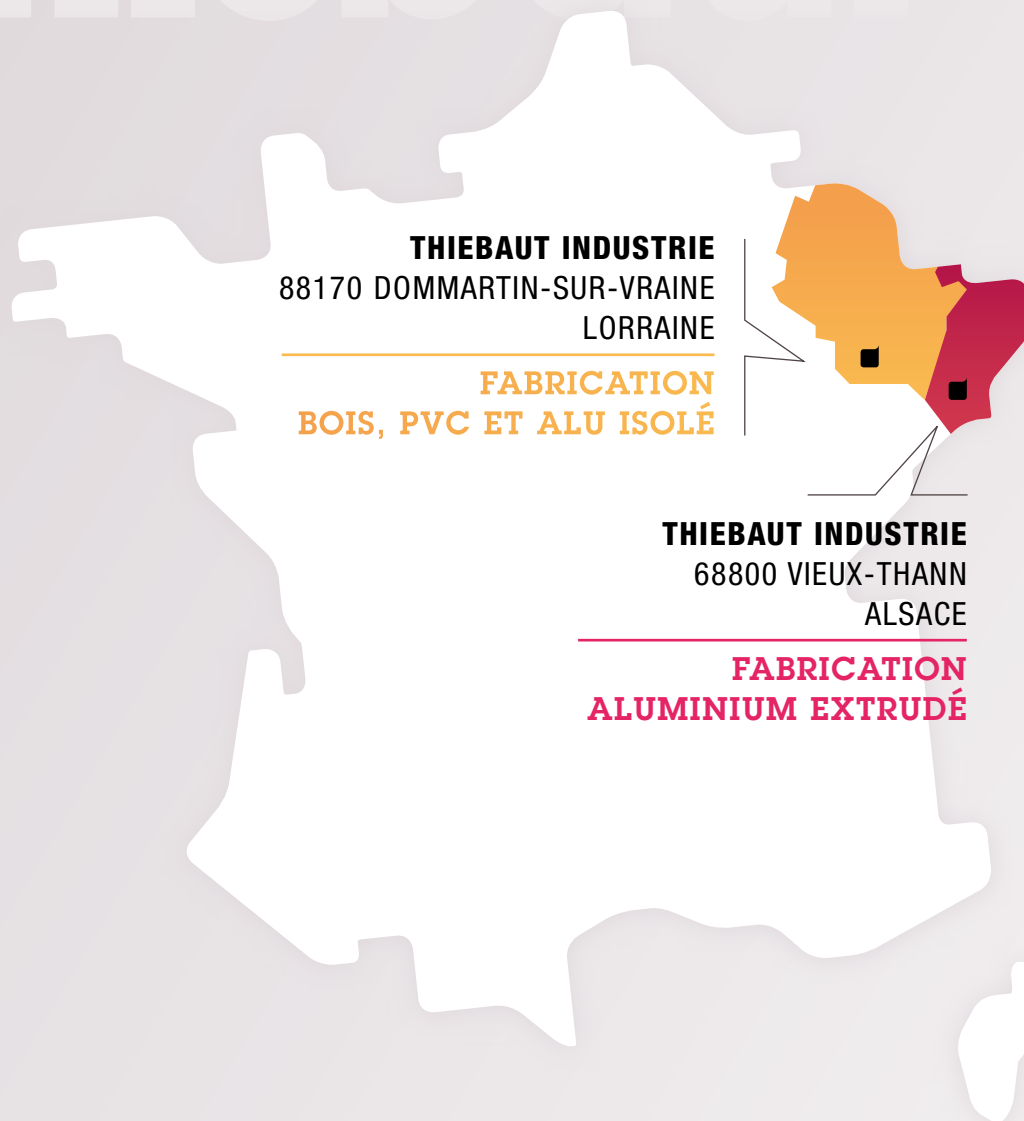 THIEBAUT INDUSTRIE
88170 DOMMARTIN-SUR-VRAINE
LORRAINE
FABRICATION
BOIS, PVC ET ALU ISOLÉ
THIEBAUT INDUSTRIE
68800 VIEUX-THANN
ALSACE
FABRICATION
ALUMINIUM EXTRUDÉ